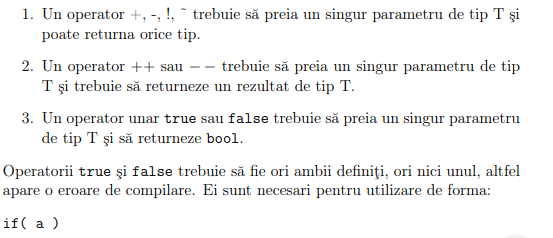 1. Un operator +, -, !, ~ trebuie să preia un singur parametru de tip T şi
poate returna orice tip.
2. Un operator ++ sau −− trebuie să preia un singur parametru de tip
T şi trebuie să returneze un rezultat de tip T.
3. Un operator unar true sau false trebuie să preia un singur parametru
de tip T şi să returneze bool.
Operatorii true şi false trebuie să fie ori ambii definiţi, ori nici unul, altfel
apare o eroare de compilare. Ei sunt necesari pentru utilizare de forma:
if( a )